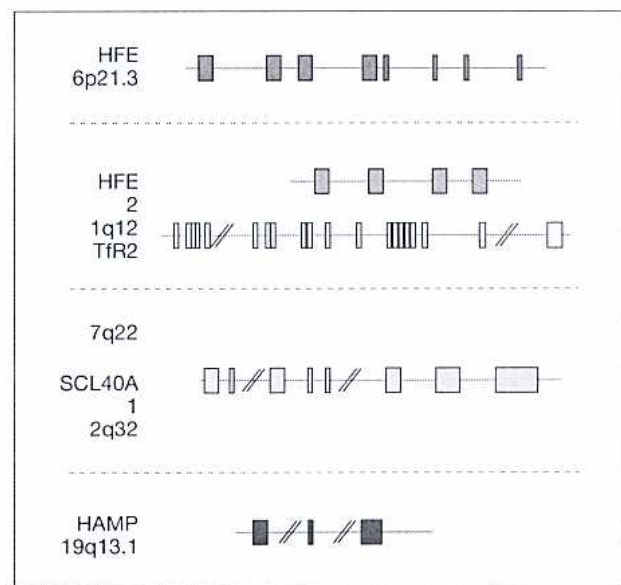 HFE
6p21.3
HFE
2
1q12
TfR2
7q22
SCL40A
1
2q32
HAMP
19q13.1